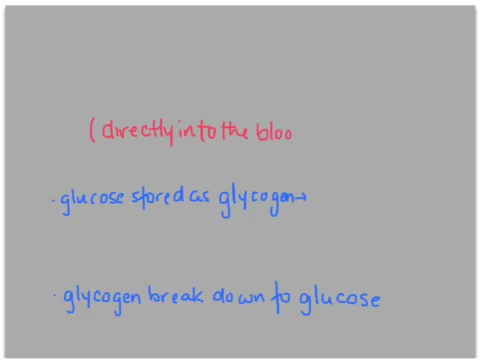 (directly into the bloo
· glucose stored as glycogen→
· glycogen break down to glucose